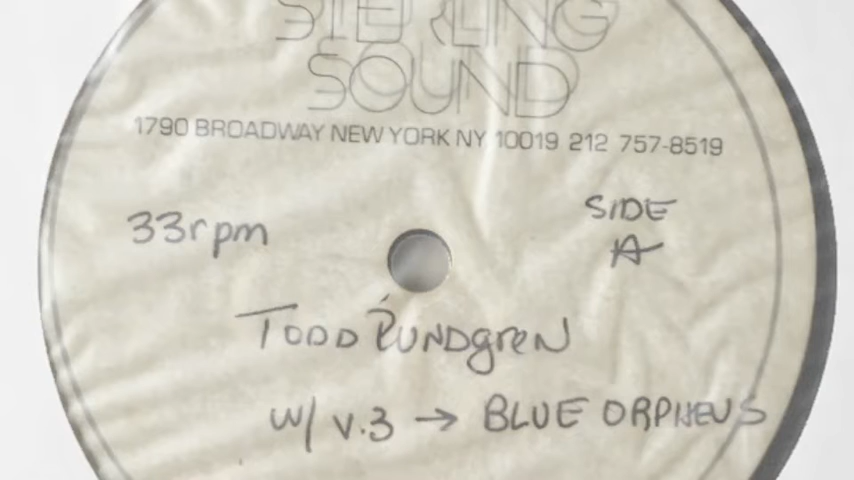 STERLING
SOUND
1790 BROADWAY NEW YORK NY 10019 212 757-8519
33rpm
SIDE
A
TODD RUNDGREN
w/ v.3 → BLUE ORPHEUS